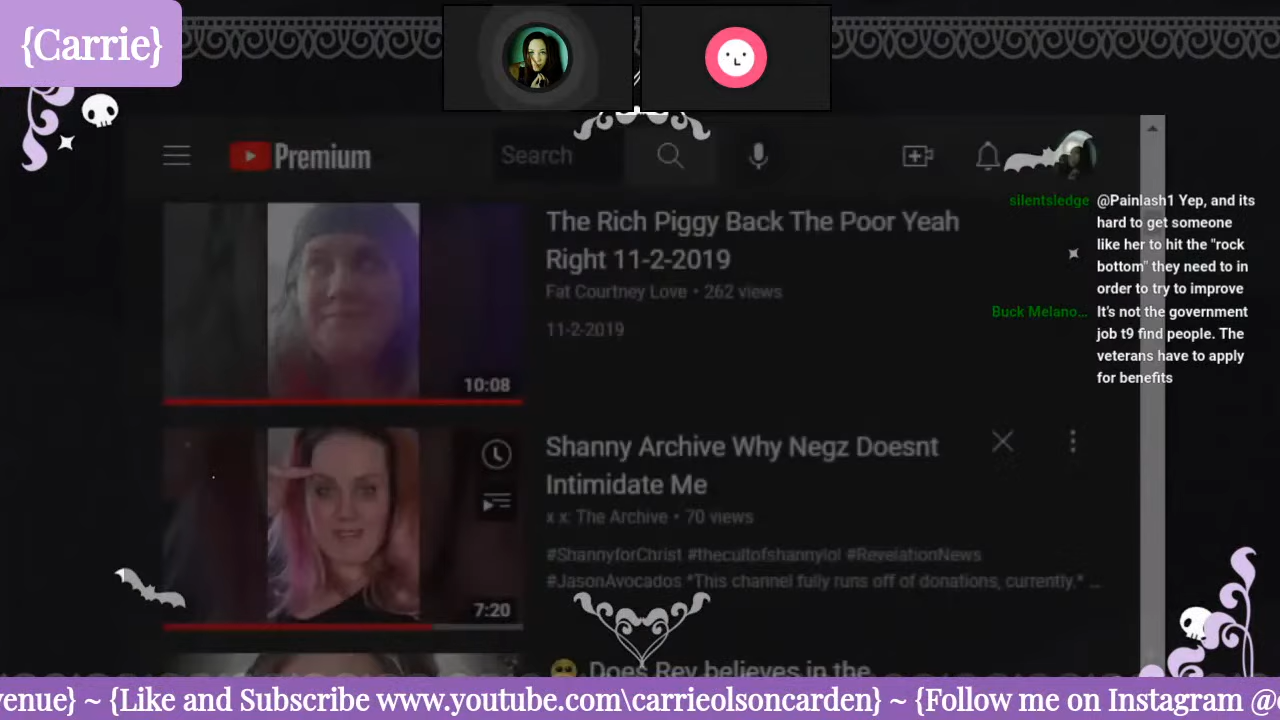 {Carrie}
Premium
Search
silentsledge @Painlash1 Yep, and its
hard to get someone
like her to hit the "rock
bottom" they need to in
order to try to improve
Buck Melano... It's not the government
job t9 find people. The
veterans have to apply
for benefits
The Rich Piggy Back The Poor Yeah
Right 11-2-2019
Fat Courtney Love • 262 views
11-2-2019
10:08
Shanny Archive Why Negz Doesnt
Intimidate Me
x x: The Archive • 70 views
#ShannyforChrist #thecultofshannylol #RevelationNews
#JasonAvocados *This channel fully runs off of donations, currently.* ...
7:20
Does Rev believes in the
venue} ~ {Like and Subscribe www.youtube.com\carrieolsoncarden} ~ {Follow me on Instagram @